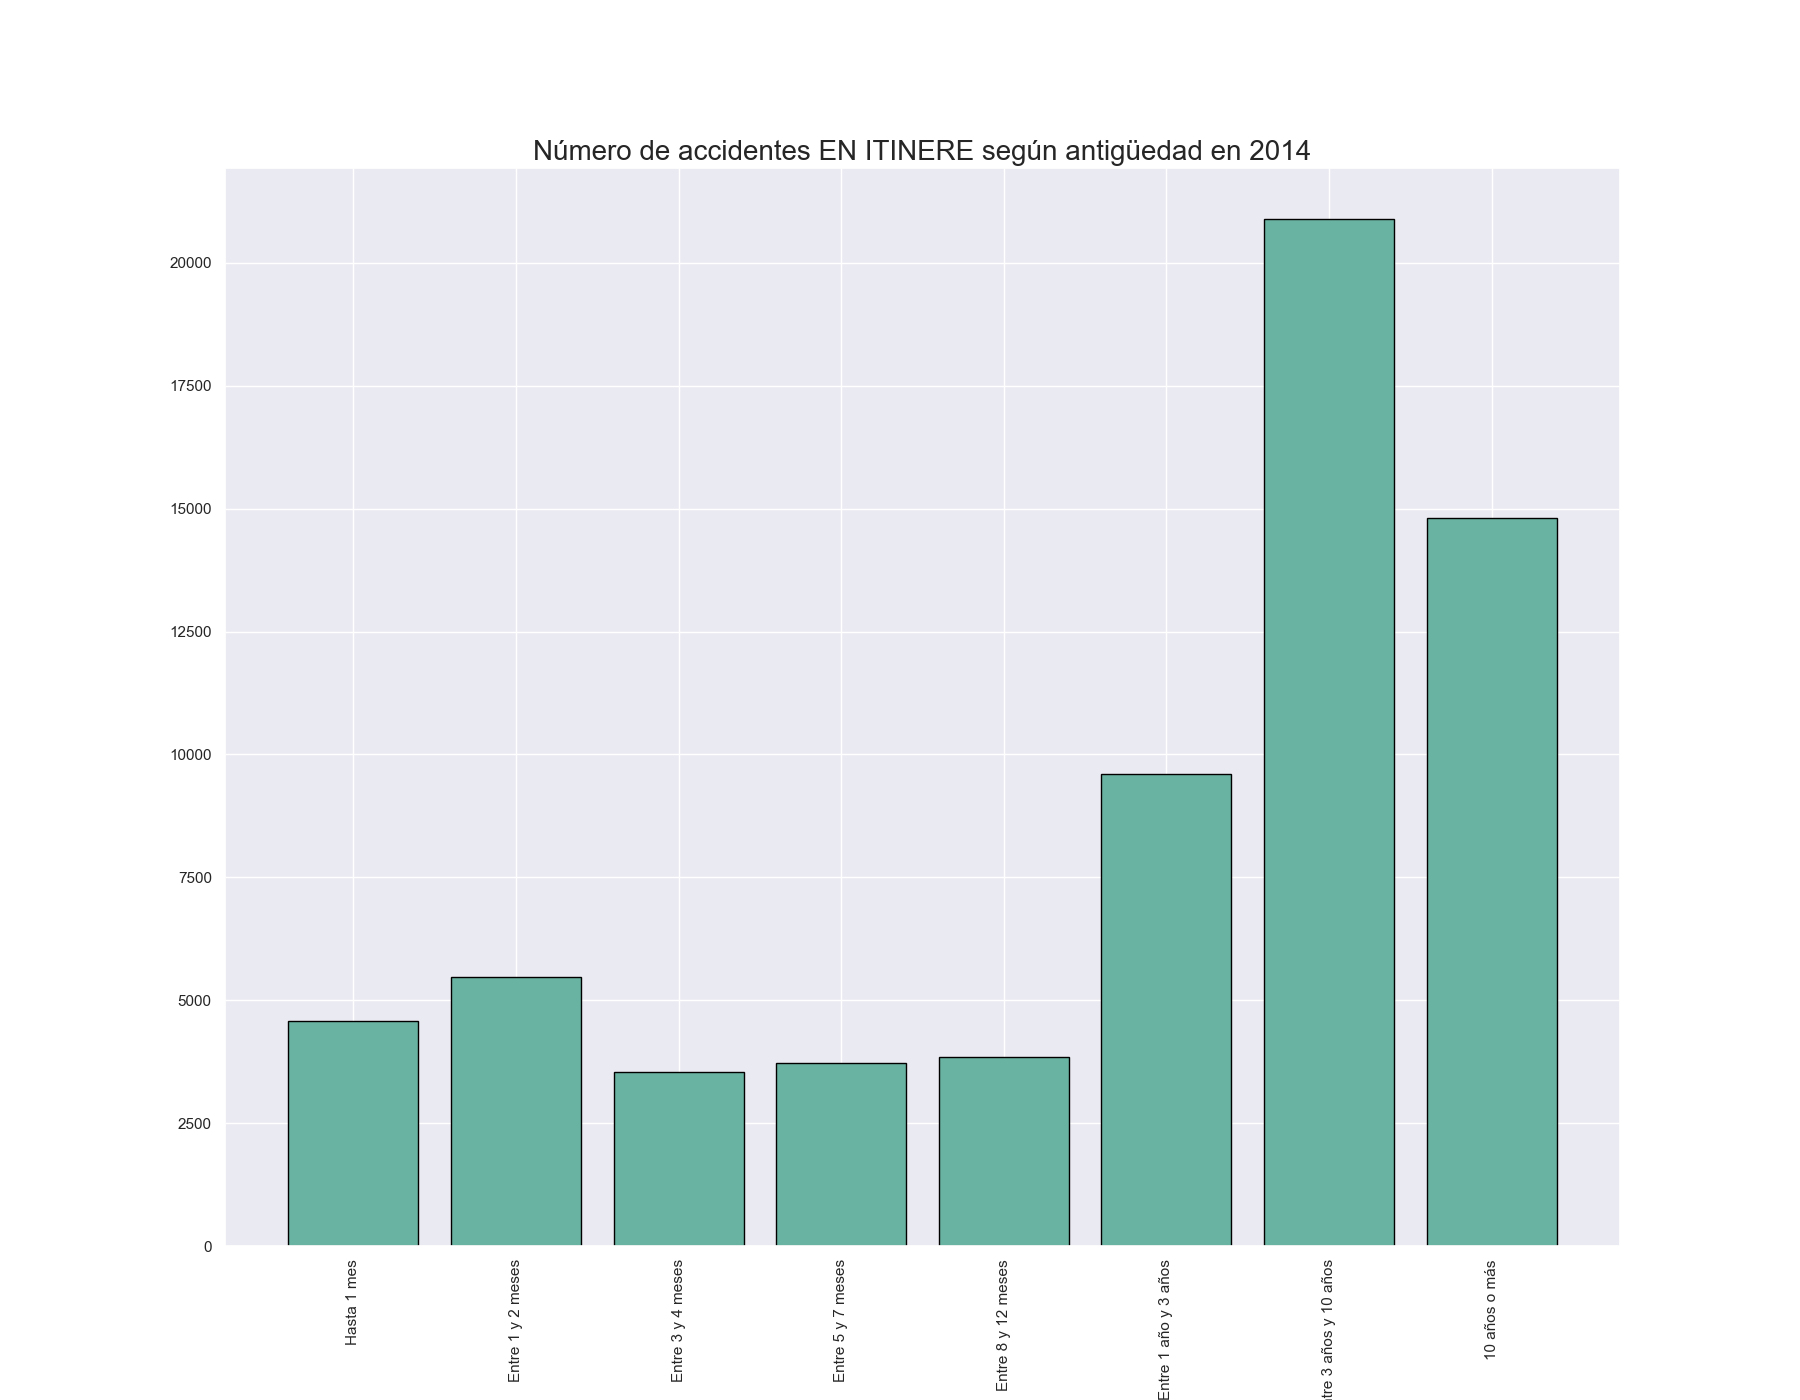 Número de accidentes EN ITINERE según antigüedad en 2014
20000
17500
15000
12500
10000
7500
5000
2500
0
Hasta 1 mes
Entre 1 y 2 meses
Entre 3 y 4 meses
Entre 5 y 7 meses
Entre 8 y 12 meses
Entre 1 año y 3 años
tre 3 años y 10 años
10 años o más